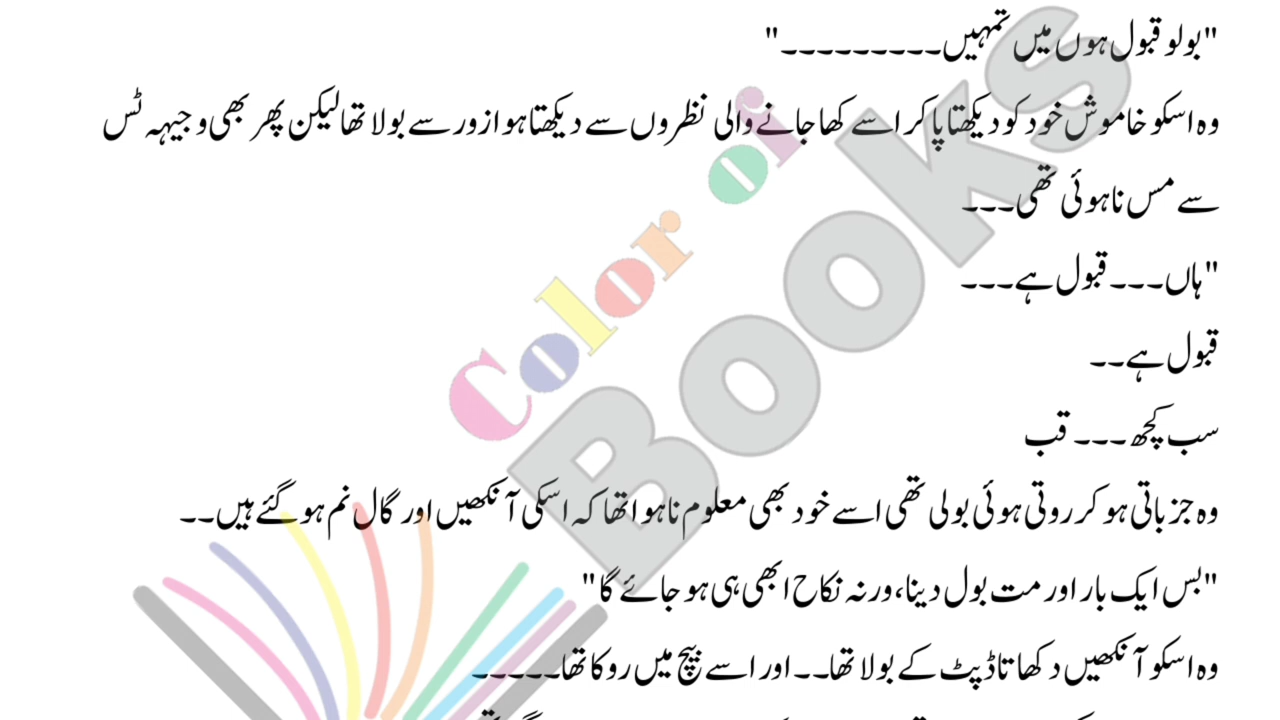 "بولو قبول ہوں میں تمہیں۔۔۔۔۔۔۔۔۔"
وہ اسکو خاموش خود کو دیکھتا پا کر اسے کھا جانے والی نظروں سے دیکھتا ہوا زور سے بولا تھا لیکن پھر بھی وجیہہ ٹس
سے مس نا ہوئی تھی۔۔۔
"ہاں۔۔۔ قبول ہے۔۔۔
قبول ہے۔۔
سب کچھ۔۔۔ قب
وہ جزباتی ہو کر روتی ہوئی بولی تھی اسے خود بھی معلوم نا ہوا تھا کہ اسکی آنکھیں اور گال نم ہو گئے ہیں۔۔
"بس ایک بار اور مت بول دینا، ورنہ نکاح ابھی ہی ہو جائے گا"
وہ اسکو آنکھیں دکھاتا ڈپٹ کے بولا تھا۔۔ اور اسے بیچ میں روکا تھا۔۔۔۔۔
Color of
Books